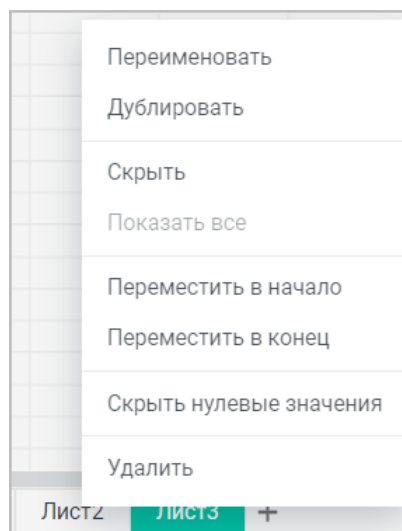 Переименовать
Дублировать
Скрыть
Показать все
Переместить в начало
Переместить в конец
Скрыть нулевые значения
Удалить
Лист2 Лист3 +